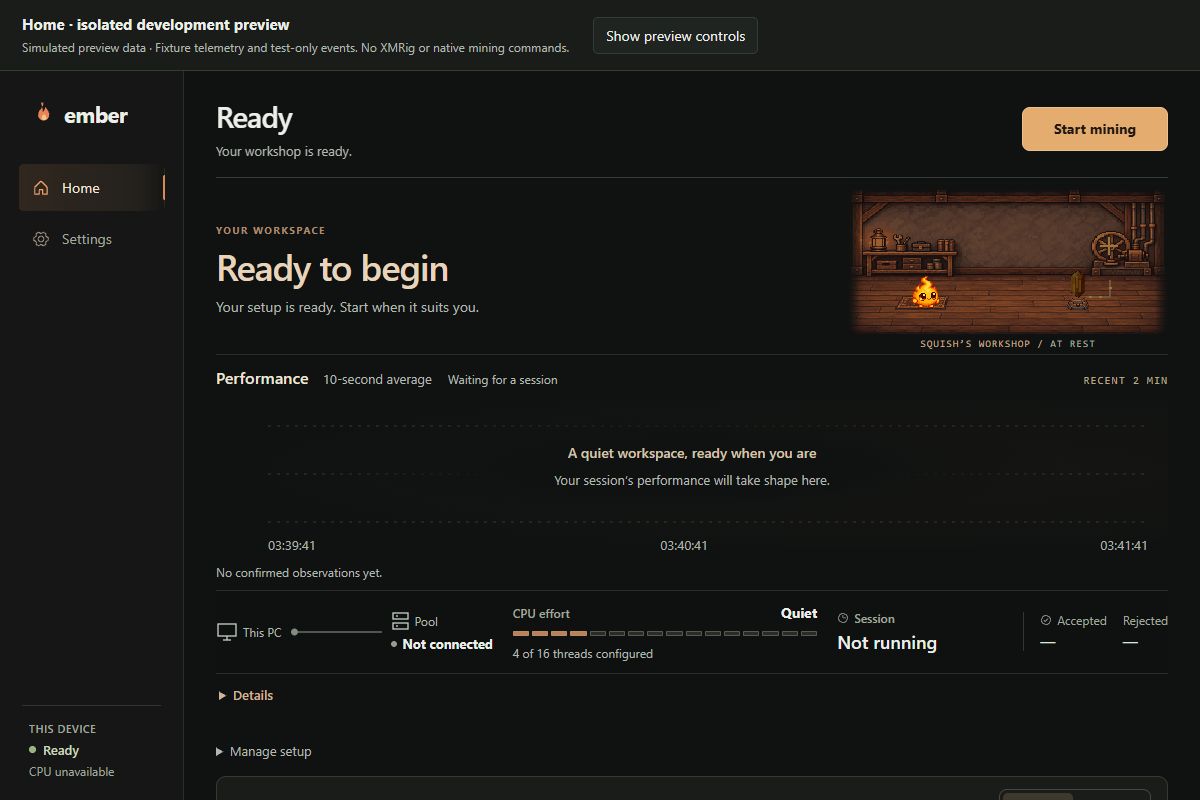 Home · isolated development preview
Simulated preview data · Fixture telemetry and test-only events. No XMRig or native mining commands.
Show preview controls
ember
Home
Settings
Ready
Your workshop is ready.
Start mining
YOUR WORKSPACE
Ready to begin
Your setup is ready. Start when it suits you.
SQUISH'S WORKSHOP / AT REST
Performance 10-second average Waiting for a session
RECENT 2 MIN
A quiet workspace, ready when you are
Your session's performance will take shape here.
03:39:41 03:40:41 03:41:41
No confirmed observations yet.
This PC
Pool
Not connected
CPU effort Quiet
4 of 16 threads configured
Session
Not running
Accepted Rejected
— —
Details
Manage setup
THIS DEVICE
Ready
CPU unavailable